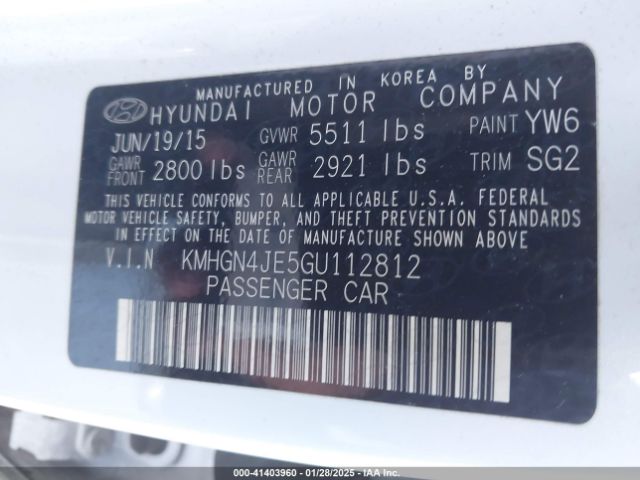 MANUFACTURED IN KOREA BY
HYUNDAI MOTOR COMPANY
JUN/19/15 GVWR 5511 lbs PAINT YW6
GAWR FRONT 2800 lbs GAWR REAR 2921 lbs TRIM SG2
THIS VEHICLE CONFORMS TO ALL APPLICABLE U.S.A. FEDERAL
MOTOR VEHICLE SAFETY, BUMPER, AND THEFT PREVENTION STANDARDS
IN EFFECT ON THE DATE OF MANUFACTURE SHOWN ABOVE
V.I.N KMHGN4JE5GU112812
PASSENGER CAR
000-41403960 - 01/28/2025 - IAA Inc.